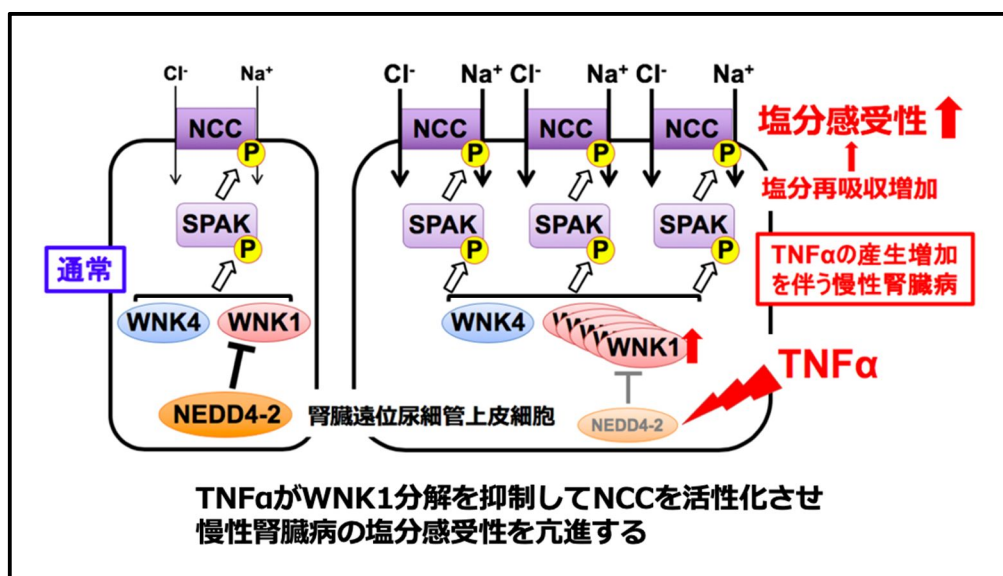 Cl- Na+
NCC
P
SPAK
P
通常
WNK4 WNK1
NEDD4-2
腎臓遠位尿細管上皮細胞
Cl- Na+ Cl- Na+ Cl- Na+
NCC NCC NCC
P P P
SPAK SPAK SPAK
P P P
WNK4 WNK1
NEDD4-2
塩分感受性
塩分再吸収増加
TNFαの産生増加
を伴う慢性腎臓病
TNFα
TNFαがWNK1分解を抑制してNCCを活性化させ
慢性腎臓病の塩分感受性を亢進する